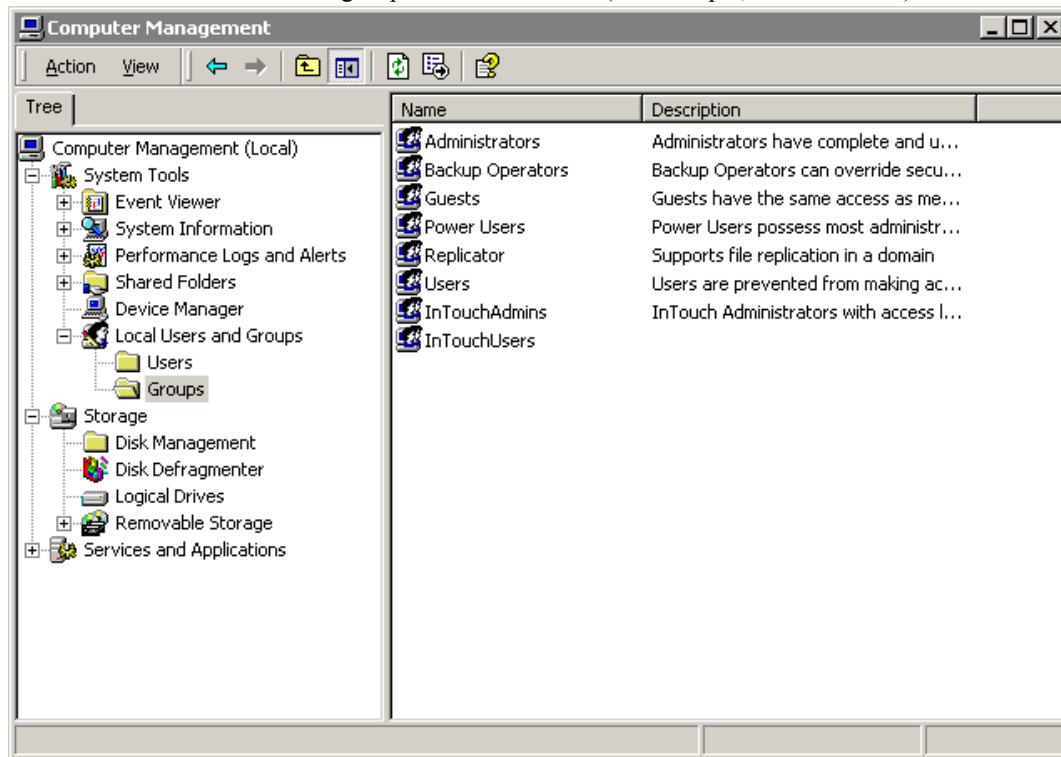 Computer Management
Action View
Tree
Name Description
Computer Management (Local)
System Tools
Event Viewer
System Information
Performance Logs and Alerts
Shared Folders
Device Manager
Local Users and Groups
Users
Groups
Storage
Disk Management
Disk Defragmenter
Logical Drives
Removable Storage
Services and Applications
Administrators Administrators have complete and u...
Backup Operators Backup Operators can override secu...
Guests Guests have the same access as me...
Power Users Power Users possess most administr...
Replicator Supports file replication in a domain
Users Users are prevented from making ac...
InTouchAdmins InTouch Administrators with access l...
InTouchUsers